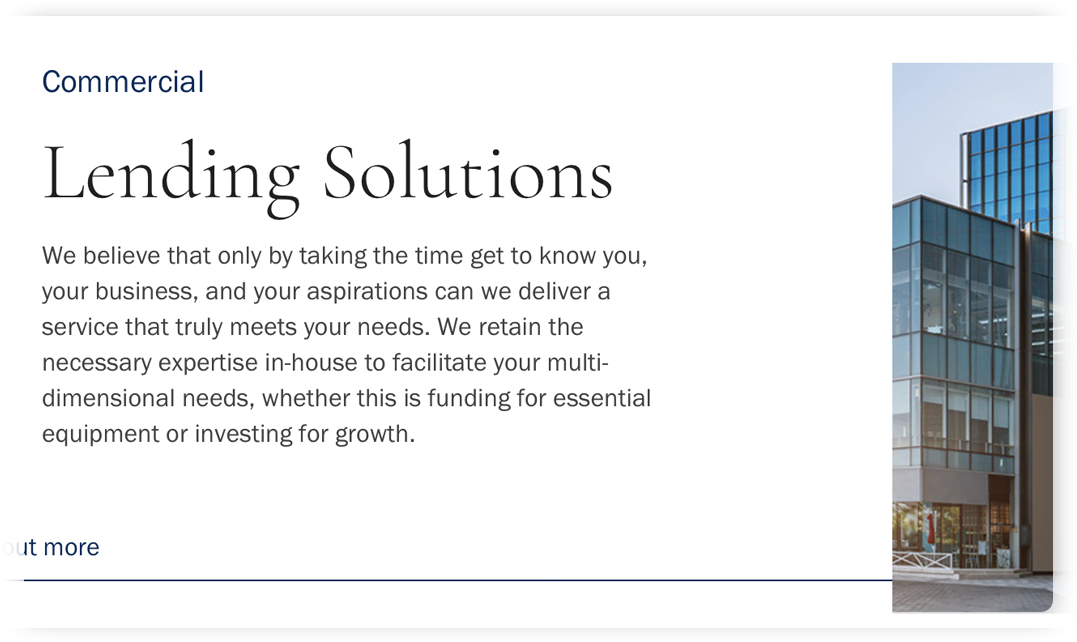 Commercial
Lending Solutions
We believe that only by taking the time get to know you,
your business, and your aspirations can we deliver a
service that truly meets your needs. We retain the
necessary expertise in-house to facilitate your multi-
dimensional needs, whether this is funding for essential
equipment or investing for growth.
more